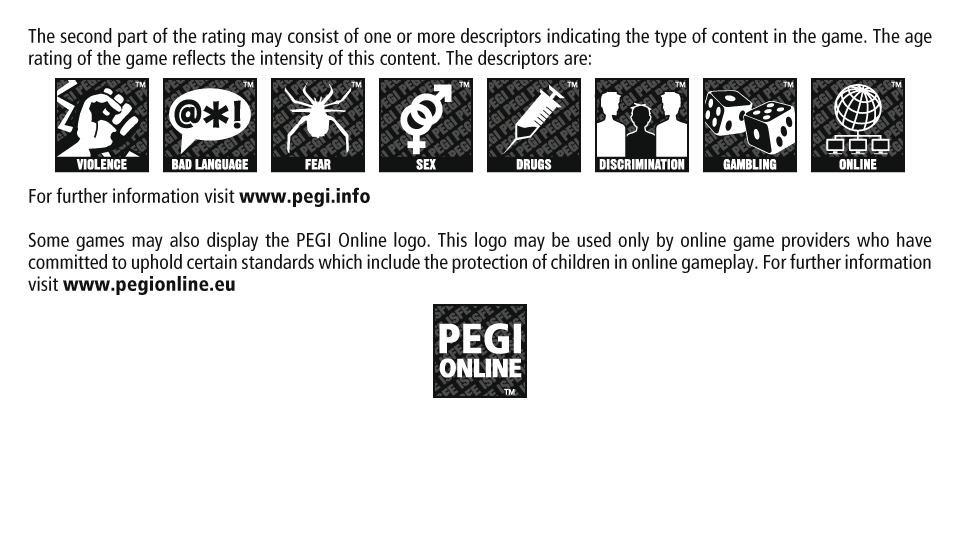 The second part of the rating may consist of one or more descriptors indicating the type of content in the game. The age
rating of the game reflects the intensity of this content. The descriptors are:
TM TM TM TM TM TM TM TM
@*!
VIOLENCE BAD LANGUAGE FEAR SEX DRUGS DISCRIMINATION GAMBLING ONLINE
For further information visit www.pegi.info
Some games may also display the PEGI Online logo. This logo may be used only by online game providers who have
committed to uphold certain standards which include the protection of children in online gameplay. For further information
visit www.pegionline.eu
PEGI
ONLINE
TM